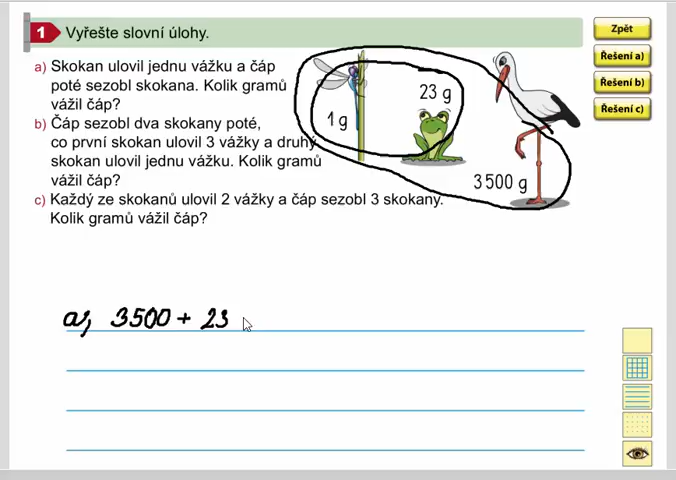 1 Vyřešte slovní úlohy.
a) Skokan ulovil jednu vážku a čáp
poté sezobl skokana. Kolik gramů
vážil čáp?
b) Čáp sezobl dva skokany poté,
co první skokan ulovil 3 vážky a druhý
skokan ulovil jednu vážku. Kolik gramů
vážil čáp?
c) Každý ze skokanů ulovil 2 vážky a čáp sezobl 3 skokany.
Kolik gramů vážil čáp?
1 g
23 g
3 500 g
Zpět
Řešení a)
Řešení b)
Řešení c)
a) 3500 + 23